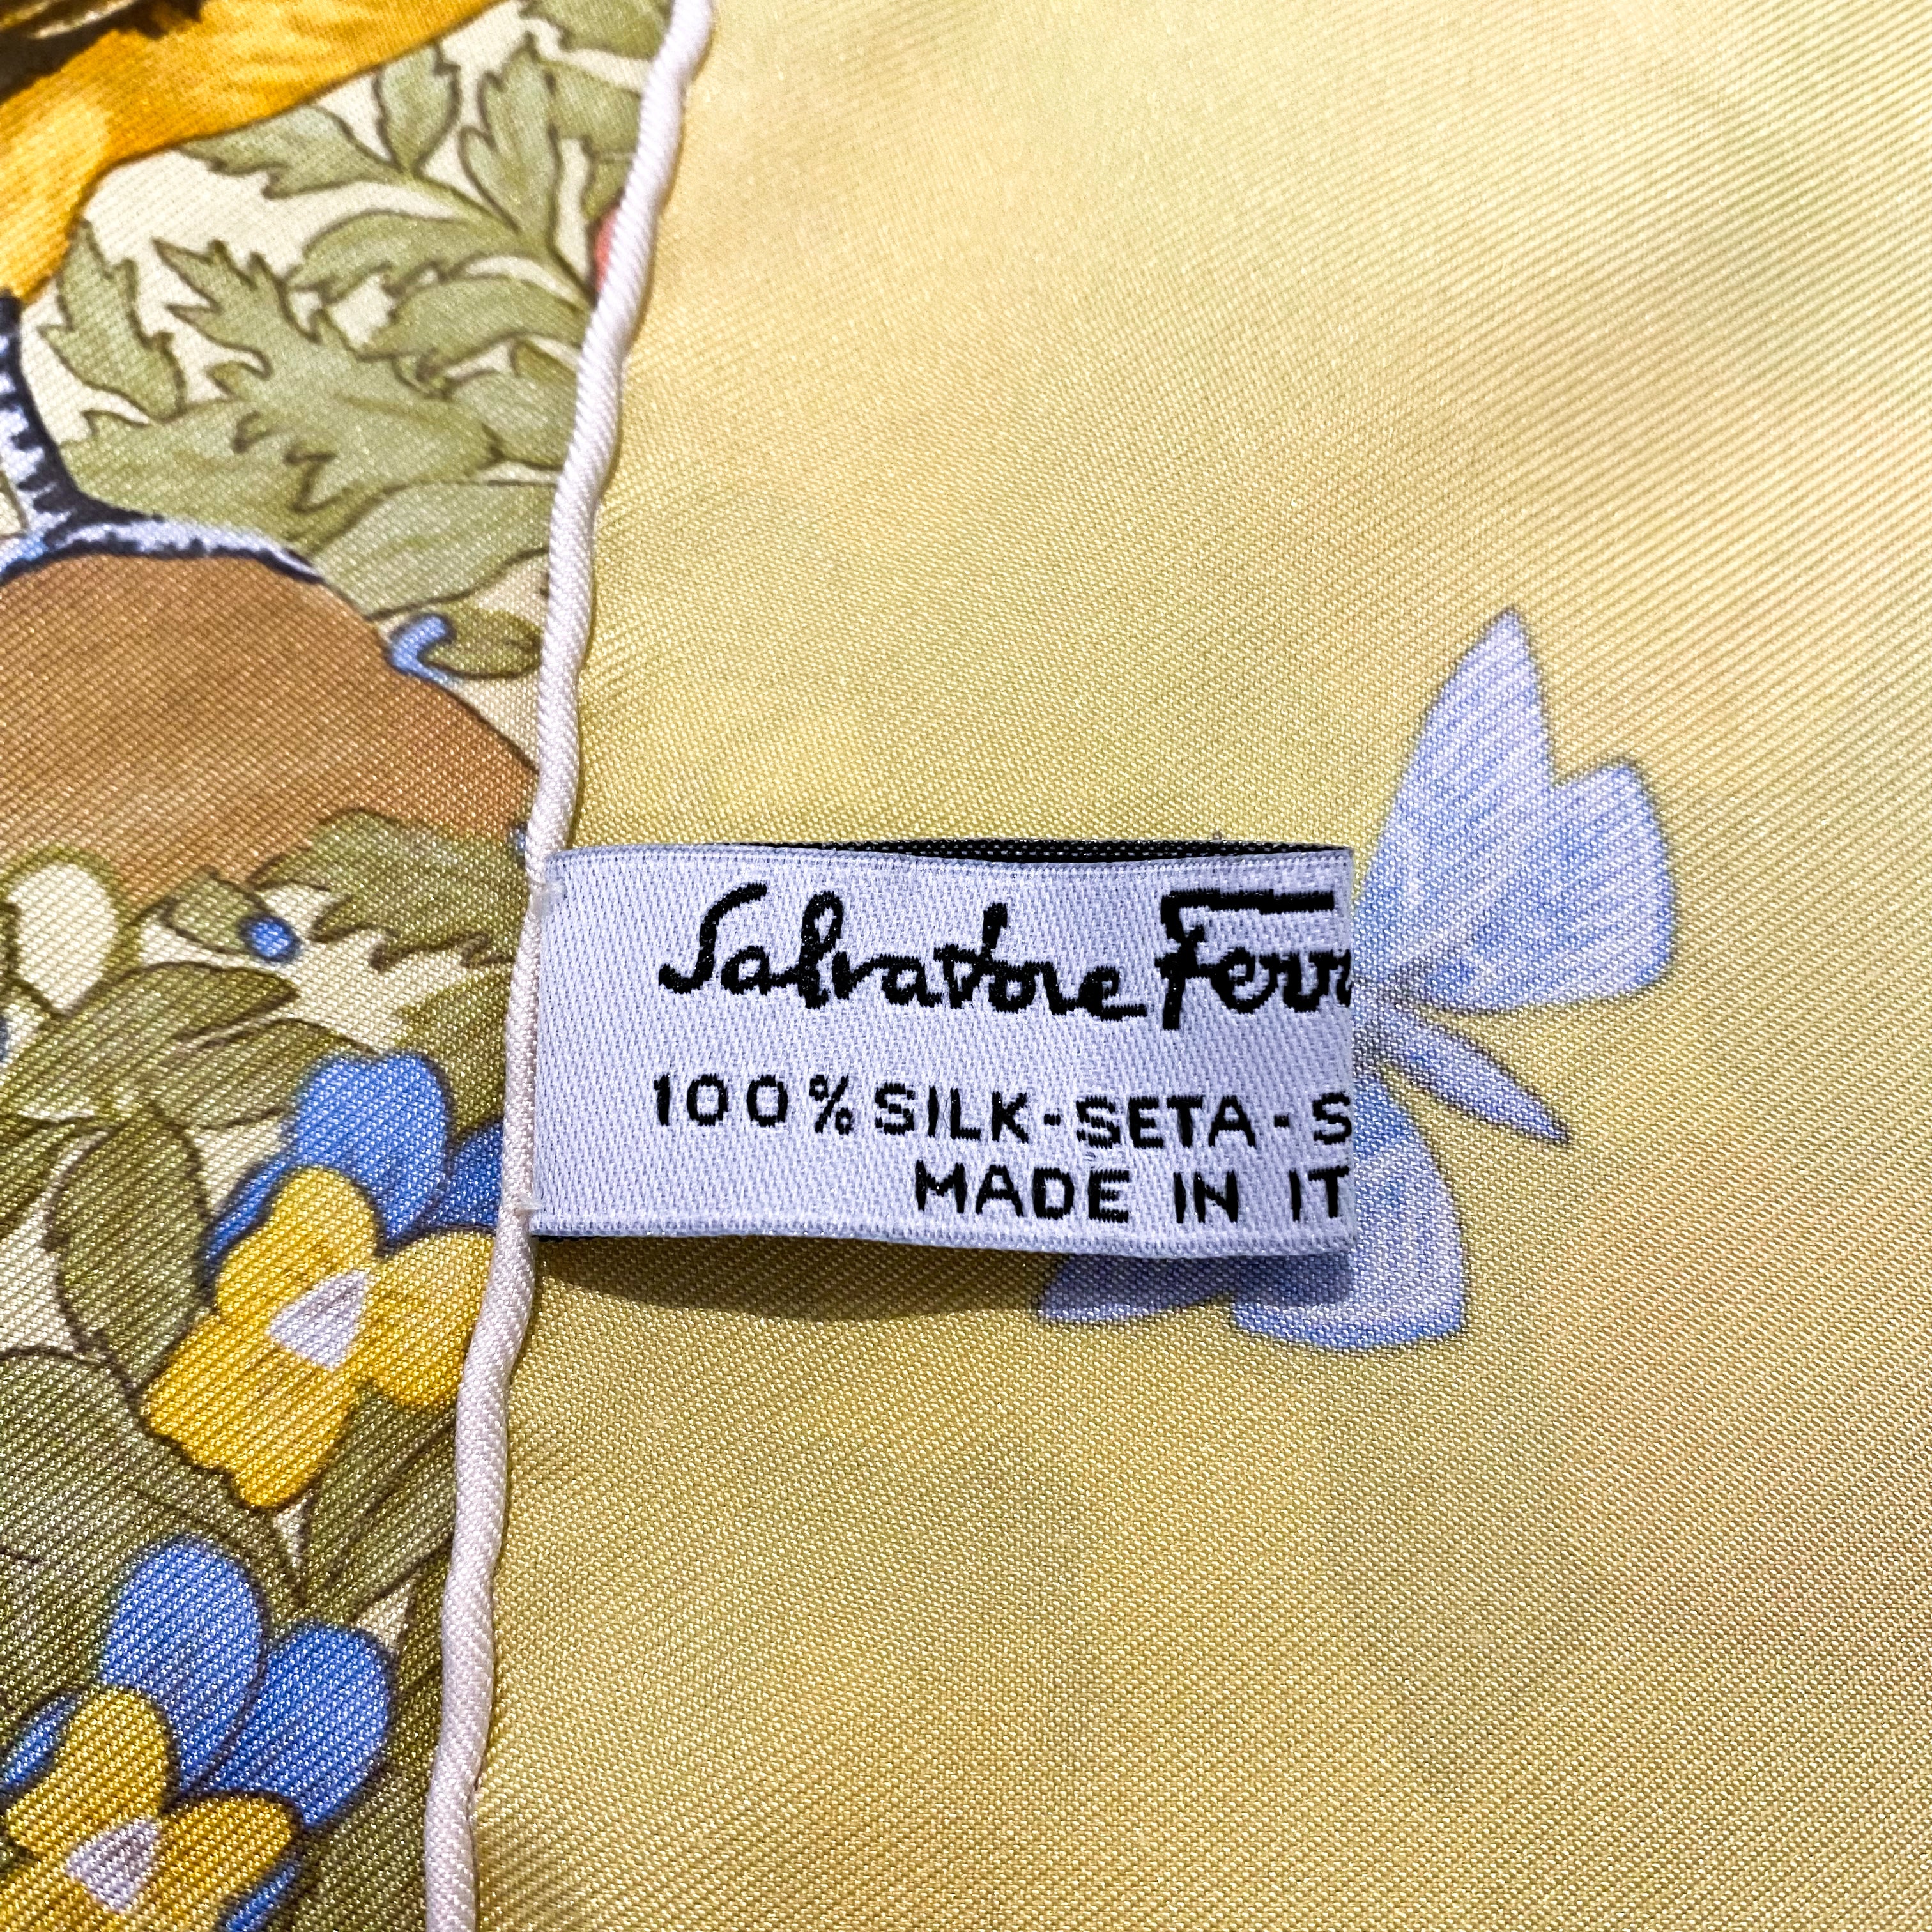 Salvatore Ferr
100% SILK-SETA-S
MADE IN IT